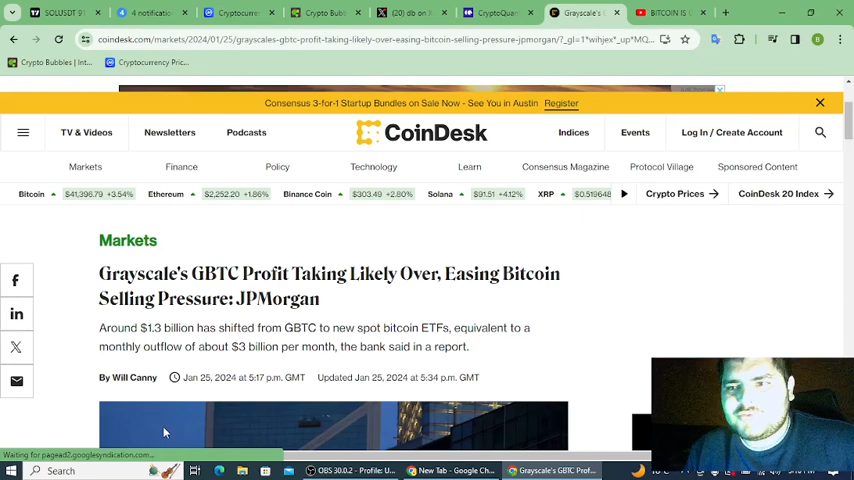 SOLUSDT 9
4 notification
Cryptocurre
Crypto Bubb
(20) db on
CryptoQuan
Grayscale's
BITCOIN IS
coindesk.com/markets/2024/01/25/grayscales-gbtc-profit-taking-likely-over-easing-bitcoin-selling-pressure-jpmorgan/?_gl=1*wihjex*_up*MQ...
B
Crypto Bubbles | Int...
Cryptocurrency Pric...
Consensus 3-for-1 Startup Bundles on Sale Now - See You in Austin Register
TV & Videos
Newsletters
Podcasts
CoinDesk
Indices
Events
Log In / Create Account
Markets
Finance
Policy
Technology
Learn
Consensus Magazine
Protocol Village
Sponsored Content
Bitcoin $41,396.79 +3.54%
Ethereum $2,252.20 +1.86%
Binance Coin $303.49 +2.80%
Solana $91.51 +4.12%
XRP $0.519648
Crypto Prices
CoinDesk 20 Index
Markets
Grayscale's GBTC Profit Taking Likely Over, Easing Bitcoin
Selling Pressure: JPMorgan
Around $1.3 billion has shifted from GBTC to new spot bitcoin ETFs, equivalent to a
monthly outflow of about $3 billion per month, the bank said in a report.
By Will Canny
Jan 25, 2024 at 5:17 p.m. GMT
Updated Jan 25, 2024 at 5:34 p.m. GMT
Waiting for pagead2.googlesyndication.com...
Search
OBS 30.0.2 - Profile: U...
New Tab - Google Ch...
Grayscale's GBTC Prof...